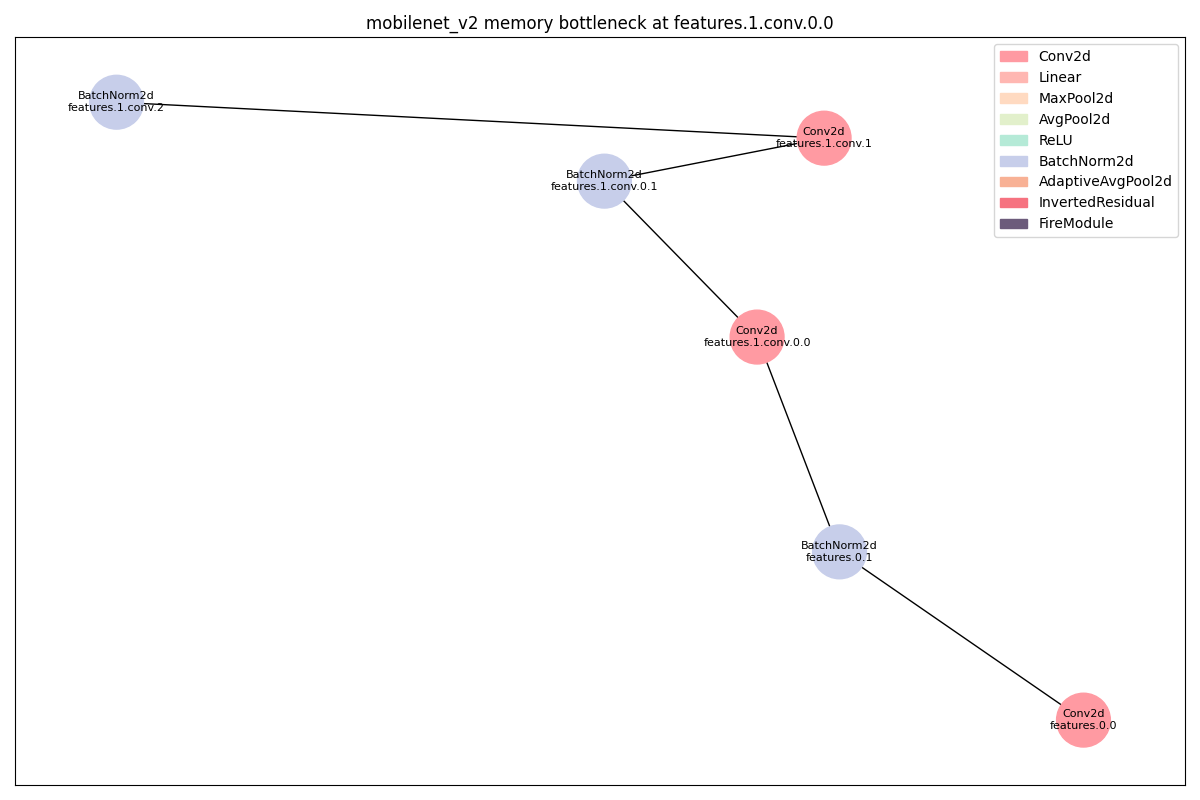 mobilenet_v2 memory bottleneck at features.1.conv.0.0
BatchNorm2d
features.1.conv.2
Conv2d
features.1.conv.1
BatchNorm2d
features.1.conv.0.1
Conv2d
features.1.conv.0.0
BatchNorm2d
features.0.1
Conv2d
features.0.0
Conv2d
Linear
MaxPool2d
AvgPool2d
ReLU
BatchNorm2d
AdaptiveAvgPool2d
InvertedResidual
FireModule